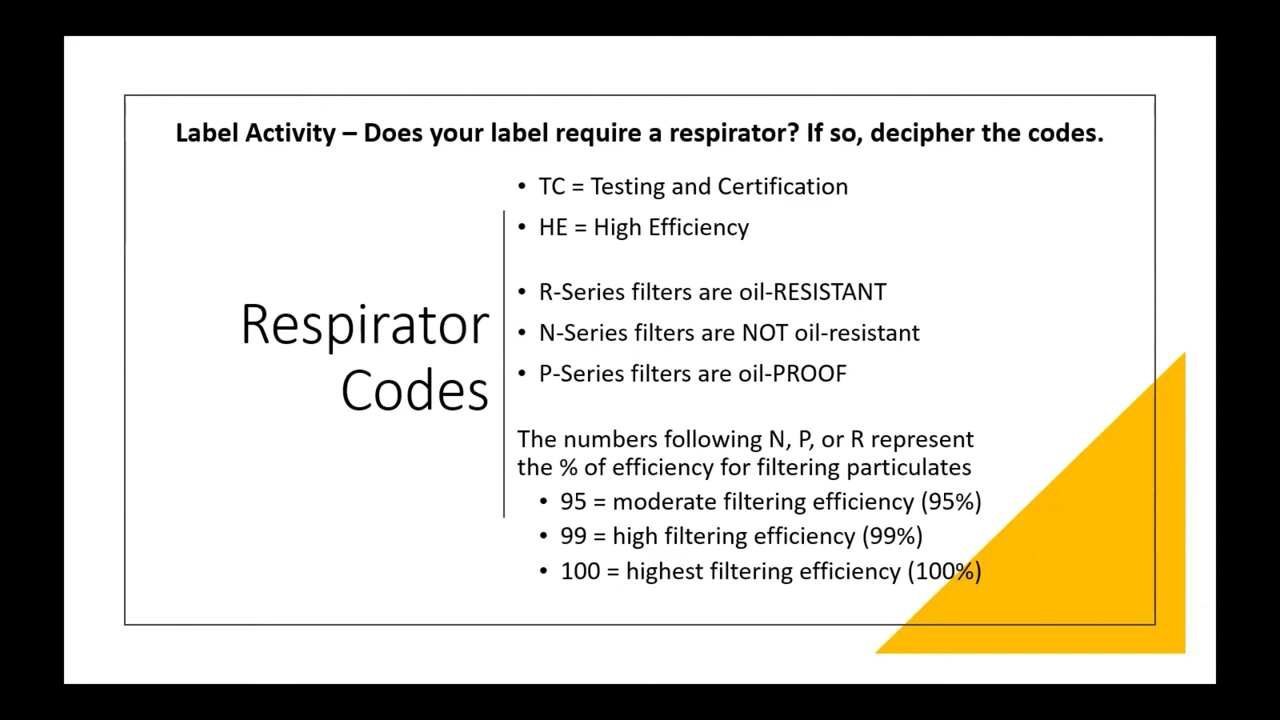 Label Activity – Does your label require a respirator? If so, decipher the codes.
Respirator
Codes
• TC = Testing and Certification
• HE = High Efficiency
• R-Series filters are oil-RESISTANT
• N-Series filters are NOT oil-resistant
• P-Series filters are oil-PROOF
The numbers following N, P, or R represent
the % of efficiency for filtering particulates
• 95 = moderate filtering efficiency (95%)
• 99 = high filtering efficiency (99%)
• 100 = highest filtering efficiency (100%)